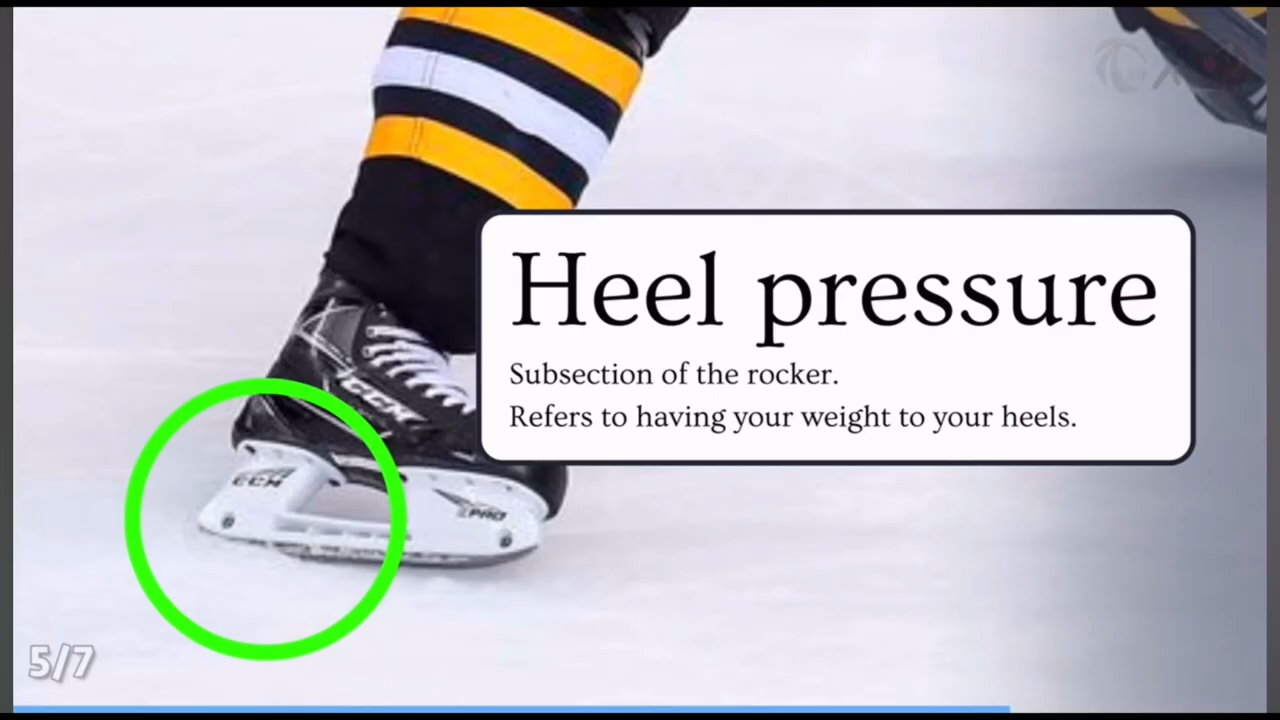 Heel pressure
Subsection of the rocker.
Refers to having your weight to your heels.
CCM
CCM
PRO
5/7